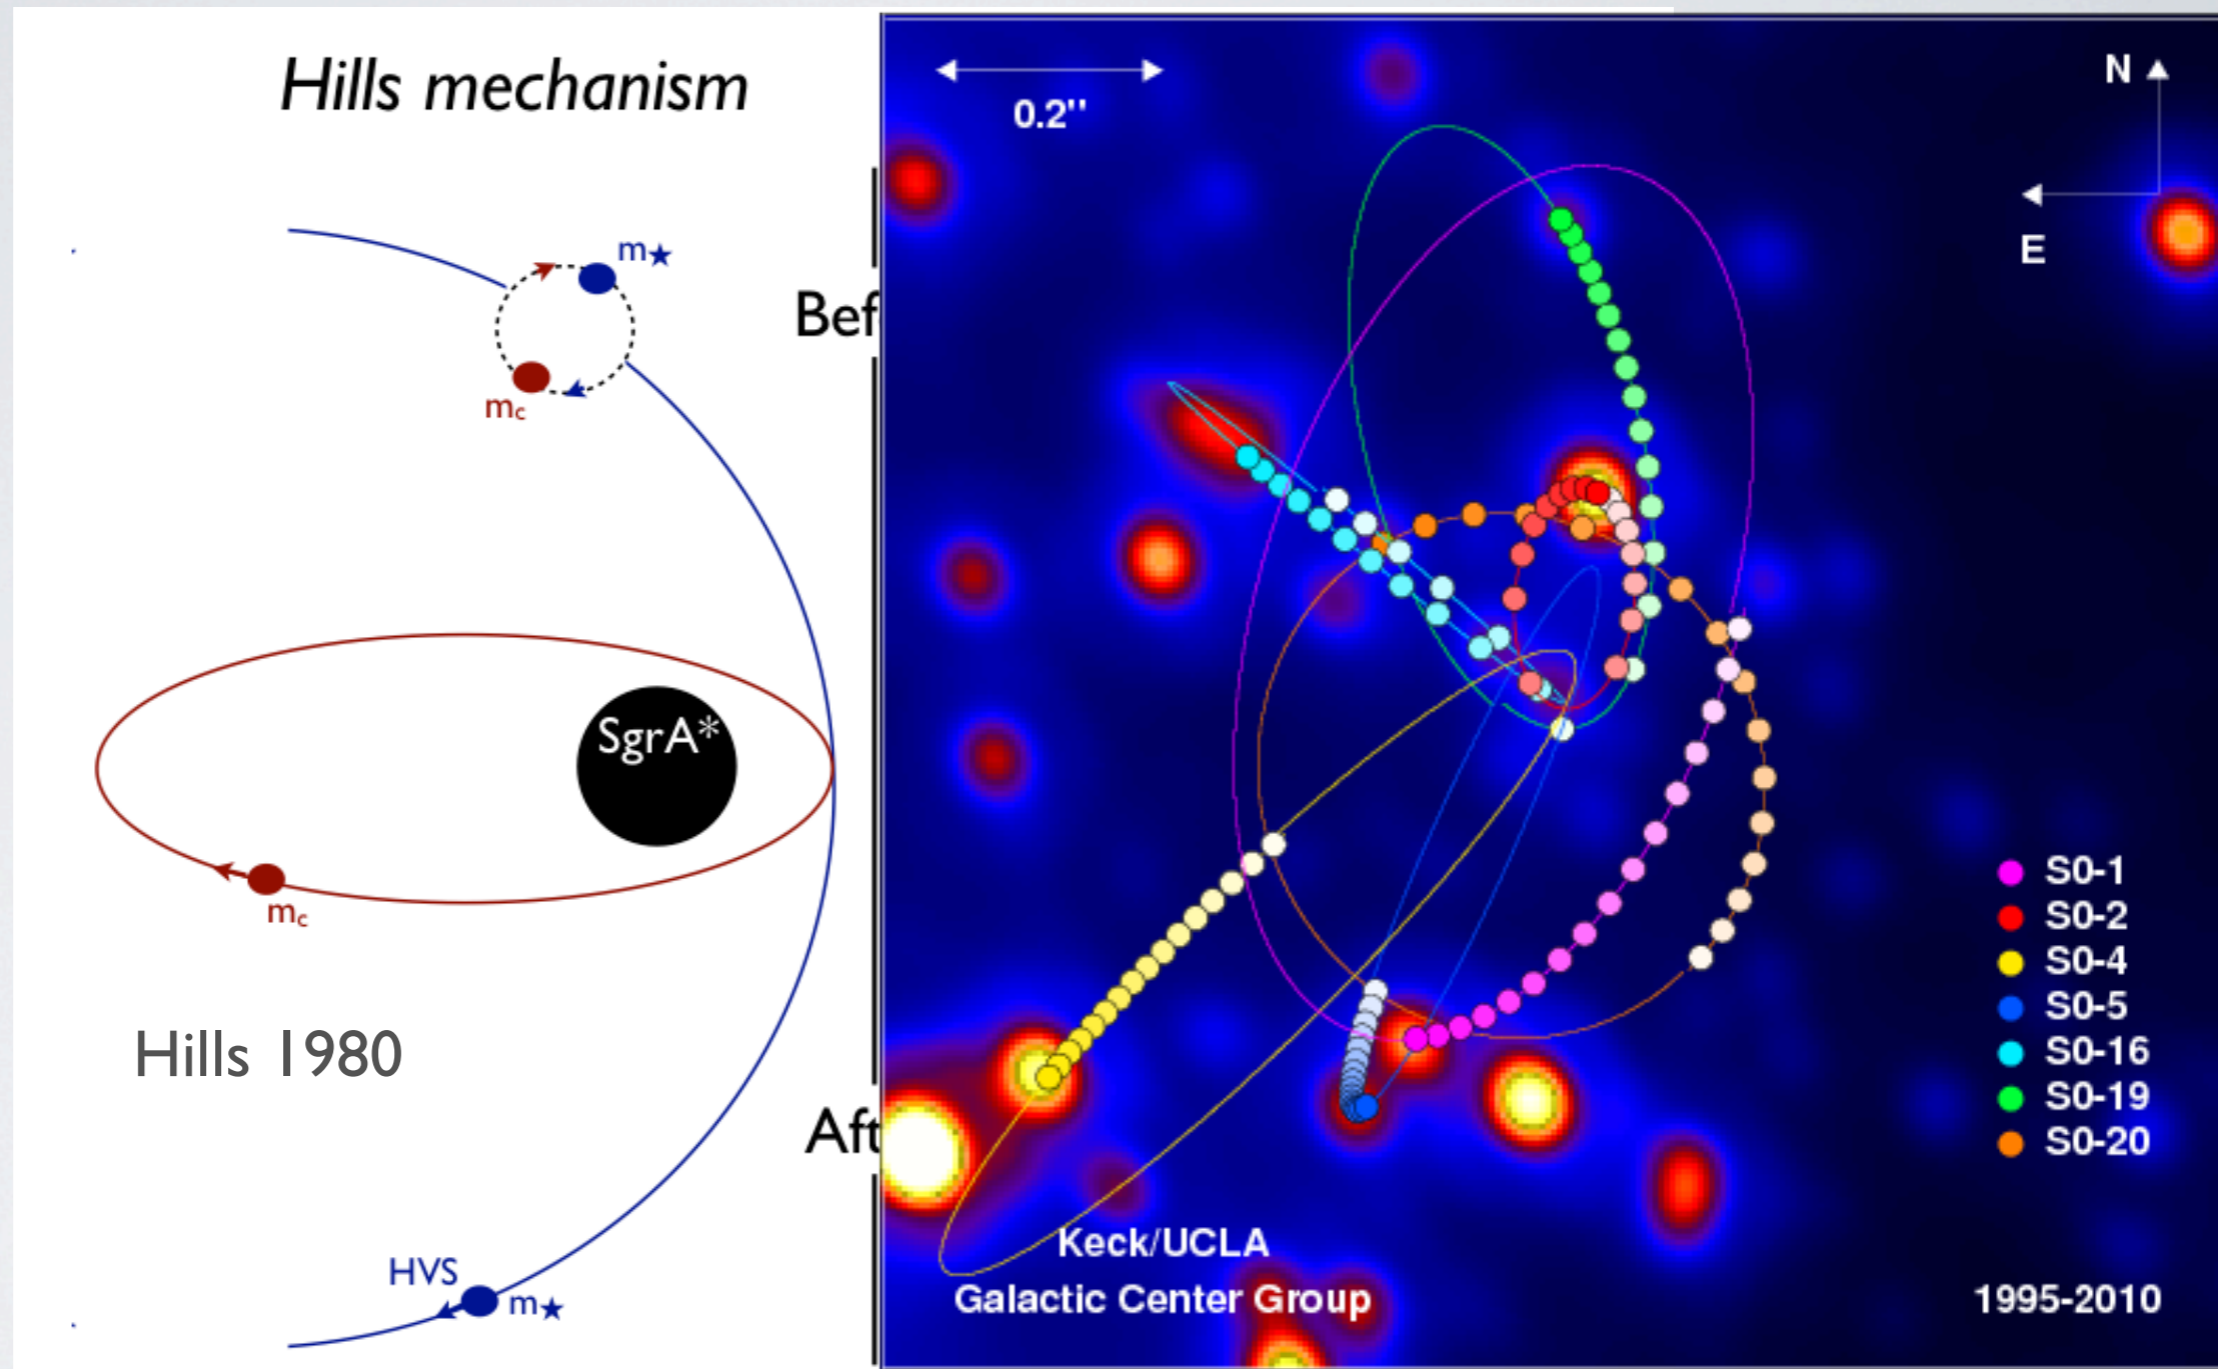 Hills mechanism
m★
mc
Bef
SgrA*
mc
Hills 1980
Aft
HVS
m★
0.2"
N
E
S0-1
S0-2
S0-4
S0-5
S0-16
S0-19
S0-20
Keck/UCLA
Galactic Center Group
1995-2010